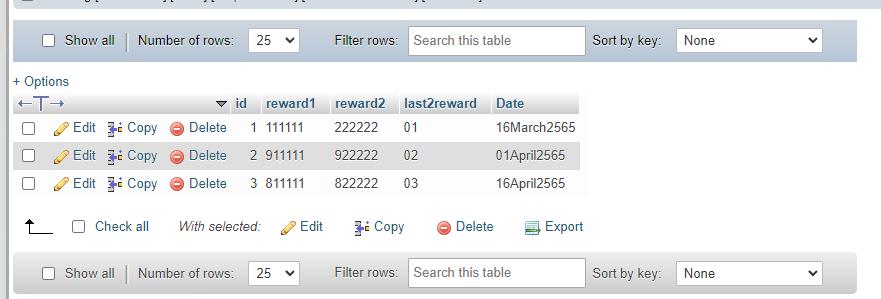 Show all Number of rows: 25 Filter rows: Search this table Sort by key: None
+ Options
id reward1 reward2 last2reward Date
Edit Copy Delete 1 111111 222222 01 16March2565
Edit Copy Delete 2 911111 922222 02 01April2565
Edit Copy Delete 3 811111 822222 03 16April2565
Check all With selected: Edit Copy Delete Export
Show all Number of rows: 25 Filter rows: Search this table Sort by key: None